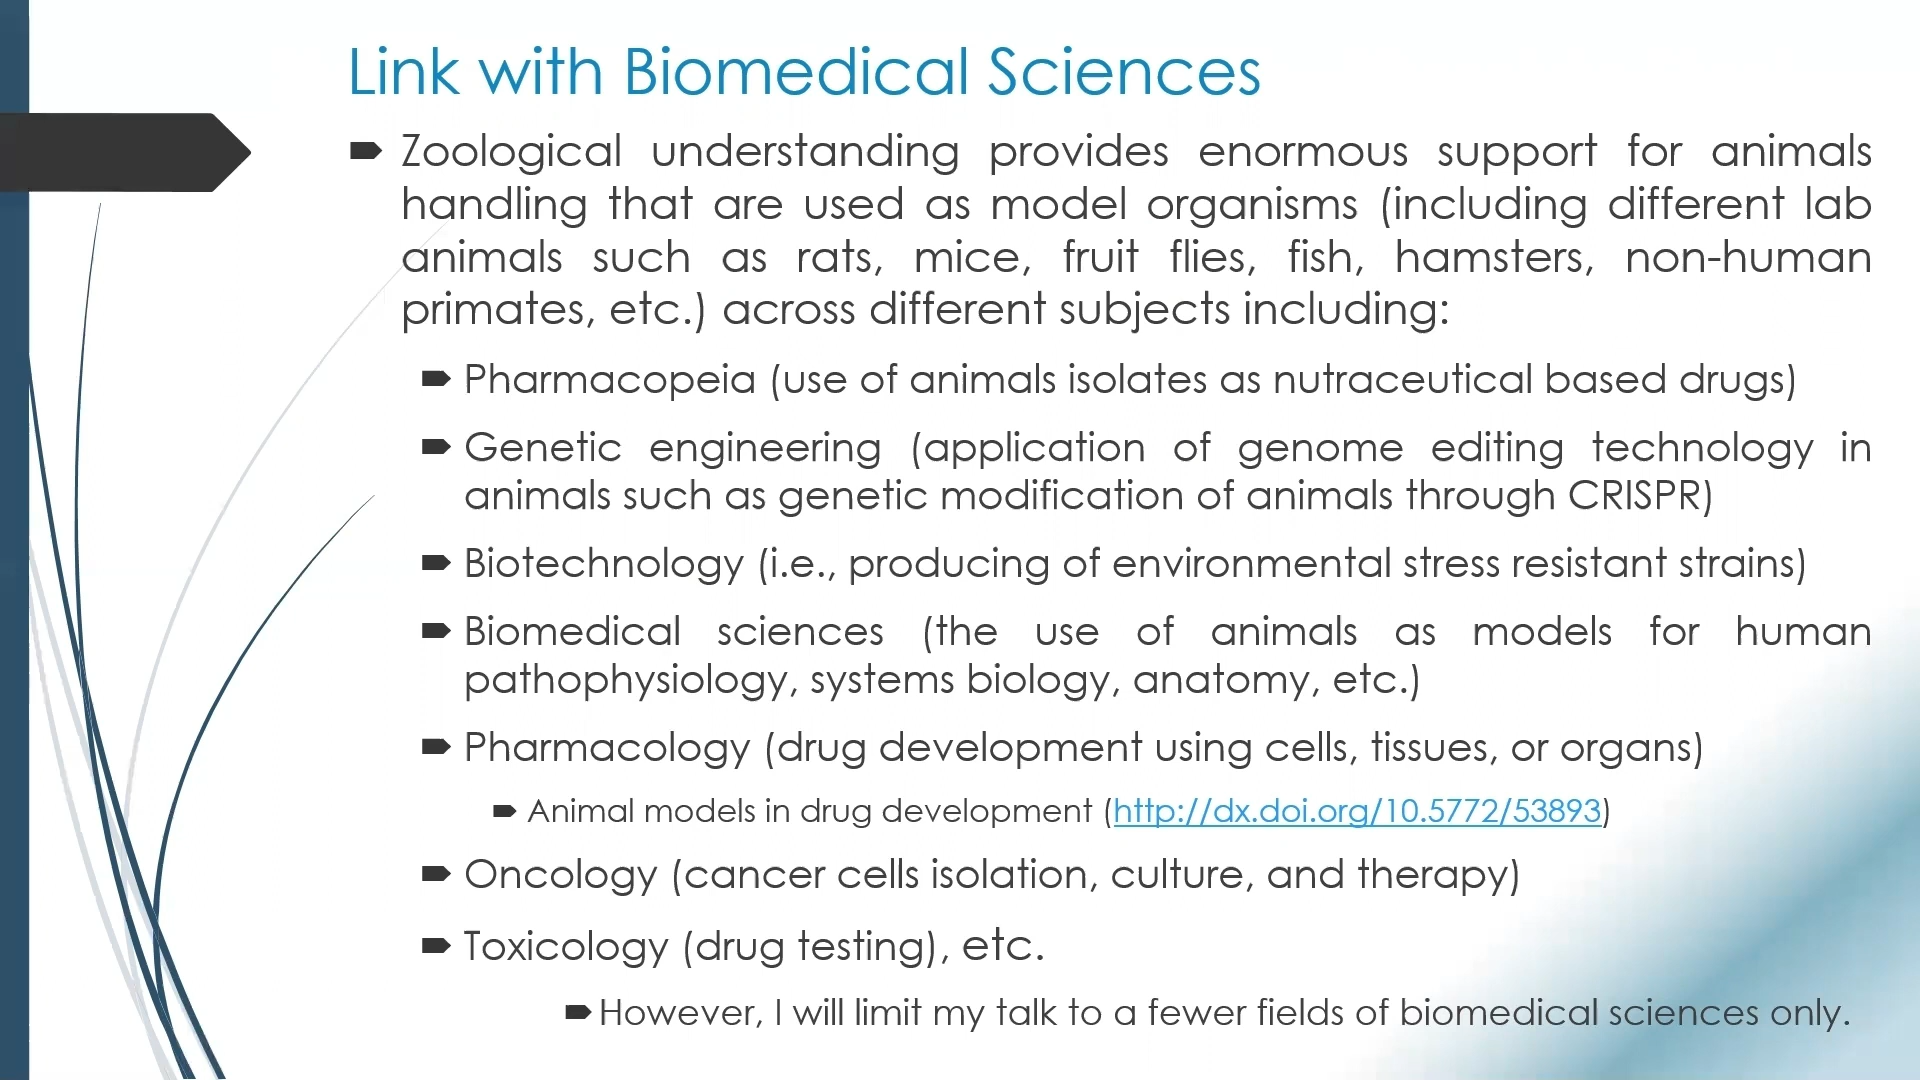 Link with Biomedical Sciences
Zoological understanding provides enormous support for animals
handling that are used as model organisms (including different lab
animals such as rats, mice, fruit flies, fish, hamsters, non-human
primates, etc.) across different subjects including:
Pharmacopeia (use of animals isolates as nutraceutical based drugs)
Genetic engineering (application of genome editing technology in
animals such as genetic modification of animals through CRISPR)
Biotechnology (i.e., producing of environmental stress resistant strains)
Biomedical sciences (the use of animals as models for human
pathophysiology, systems biology, anatomy, etc.)
Pharmacology (drug development using cells, tissues, or organs)
Animal models in drug development (http://dx.doi.org/10.5772/53893)
Oncology (cancer cells isolation, culture, and therapy)
Toxicology (drug testing), etc.
However, I will limit my talk to a fewer fields of biomedical sciences only.